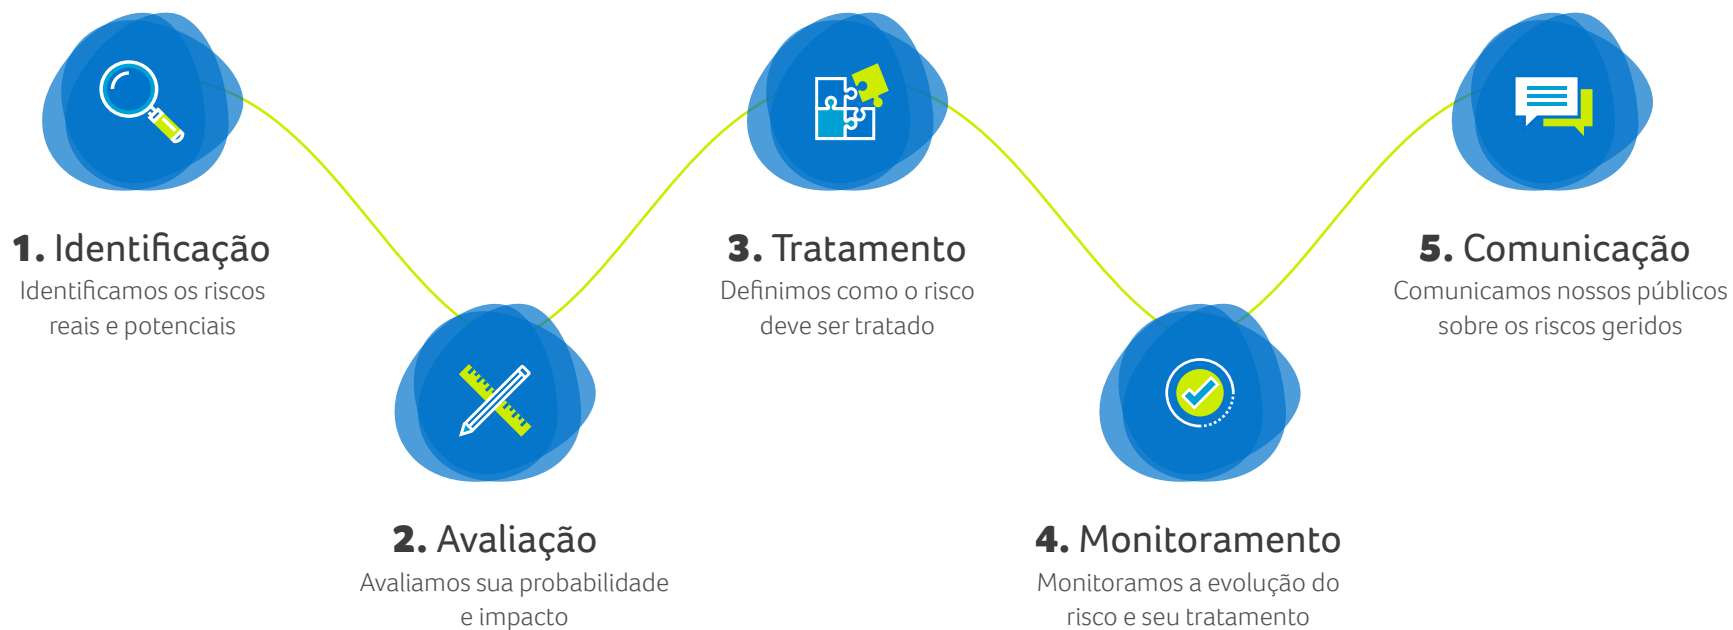 1. Identificação
Identificamos os riscos
reais e potenciais
2. Avaliação
Avaliamos sua probabilidade
e impacto
3. Tratamento
Definimos como o risco
deve ser tratado
4. Monitoramento
Monitoramos a evolução do
risco e seu tratamento
5. Comunicação
Comunicamos nossos públicos
sobre os riscos geridos